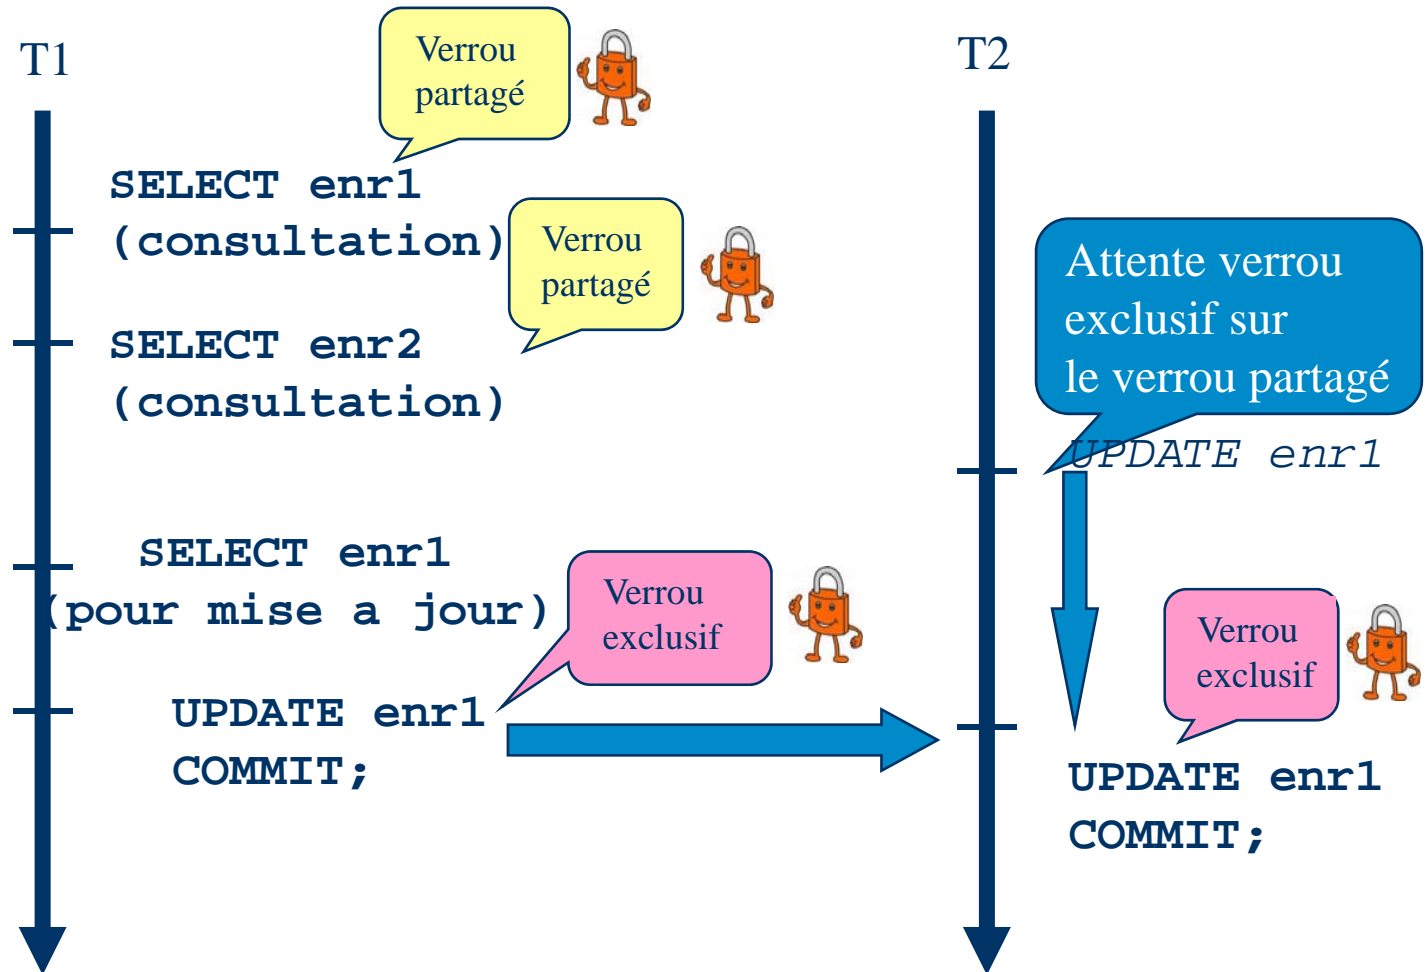 T1
Verrou
partagé
SELECT enr1
(consultation)
Verrou
partagé
SELECT enr2
(consultation)
SELECT enr1
(pour mise a jour)
Verrou
exclusif
UPDATE enr1
COMMIT;
T2
Attente verrou
exclusif sur
le verrou partagé
UPDATE enr1
Verrou
exclusif
UPDATE enr1
COMMIT;